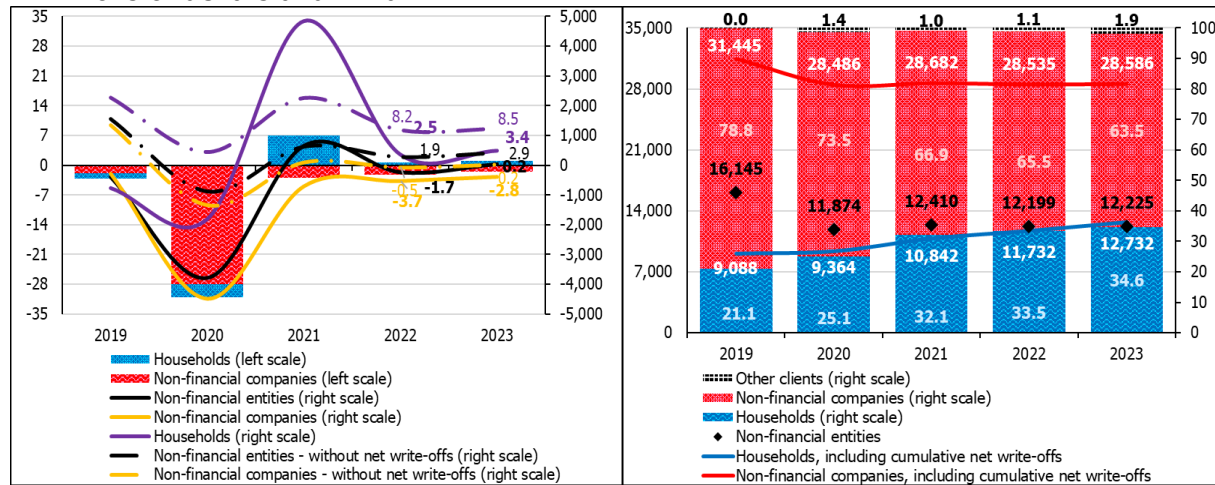 35
28
21
14
7
0
-7
-14
-21
-28
-35
5,000
4,000
3,000
2,000
1,000
0
-1,000
-2,000
-3,000
-4,000
-5,000
8.2
2.5
8.5
3.4
1.9
2.9
0.2
-1.7
-0.5
-3.7
-0.2
-2.8
2019 2020 2021 2022 2023
Households (left scale)
Non-financial companies (left scale)
Non-financial entities (right scale)
Non-financial companies (right scale)
Households (right scale)
Non-financial entities - without net write-offs (right scale)
Non-financial companies - without net write-offs (right scale)
0.0 1.4 1.0 1.1 1.9
35,000
28,000
21,000
14,000
7,000
0
100
90
80
70
60
50
40
30
20
10
0
31,445 28,486 28,682 28,535 28,586
78.8 73.5 66.9 65.5 63.5
16,145 11,874 12,410 12,199 12,225
9,088 9,364 10,842 11,732 12,732
21.1 25.1 32.1 33.5 34.6
2019 2020 2021 2022 2023
Other clients (right scale)
Non-financial companies (right scale)
Households (right scale)
Non-financial entities
Households, including cumulative net write-offs
Non-financial companies, including cumulative net write-offs